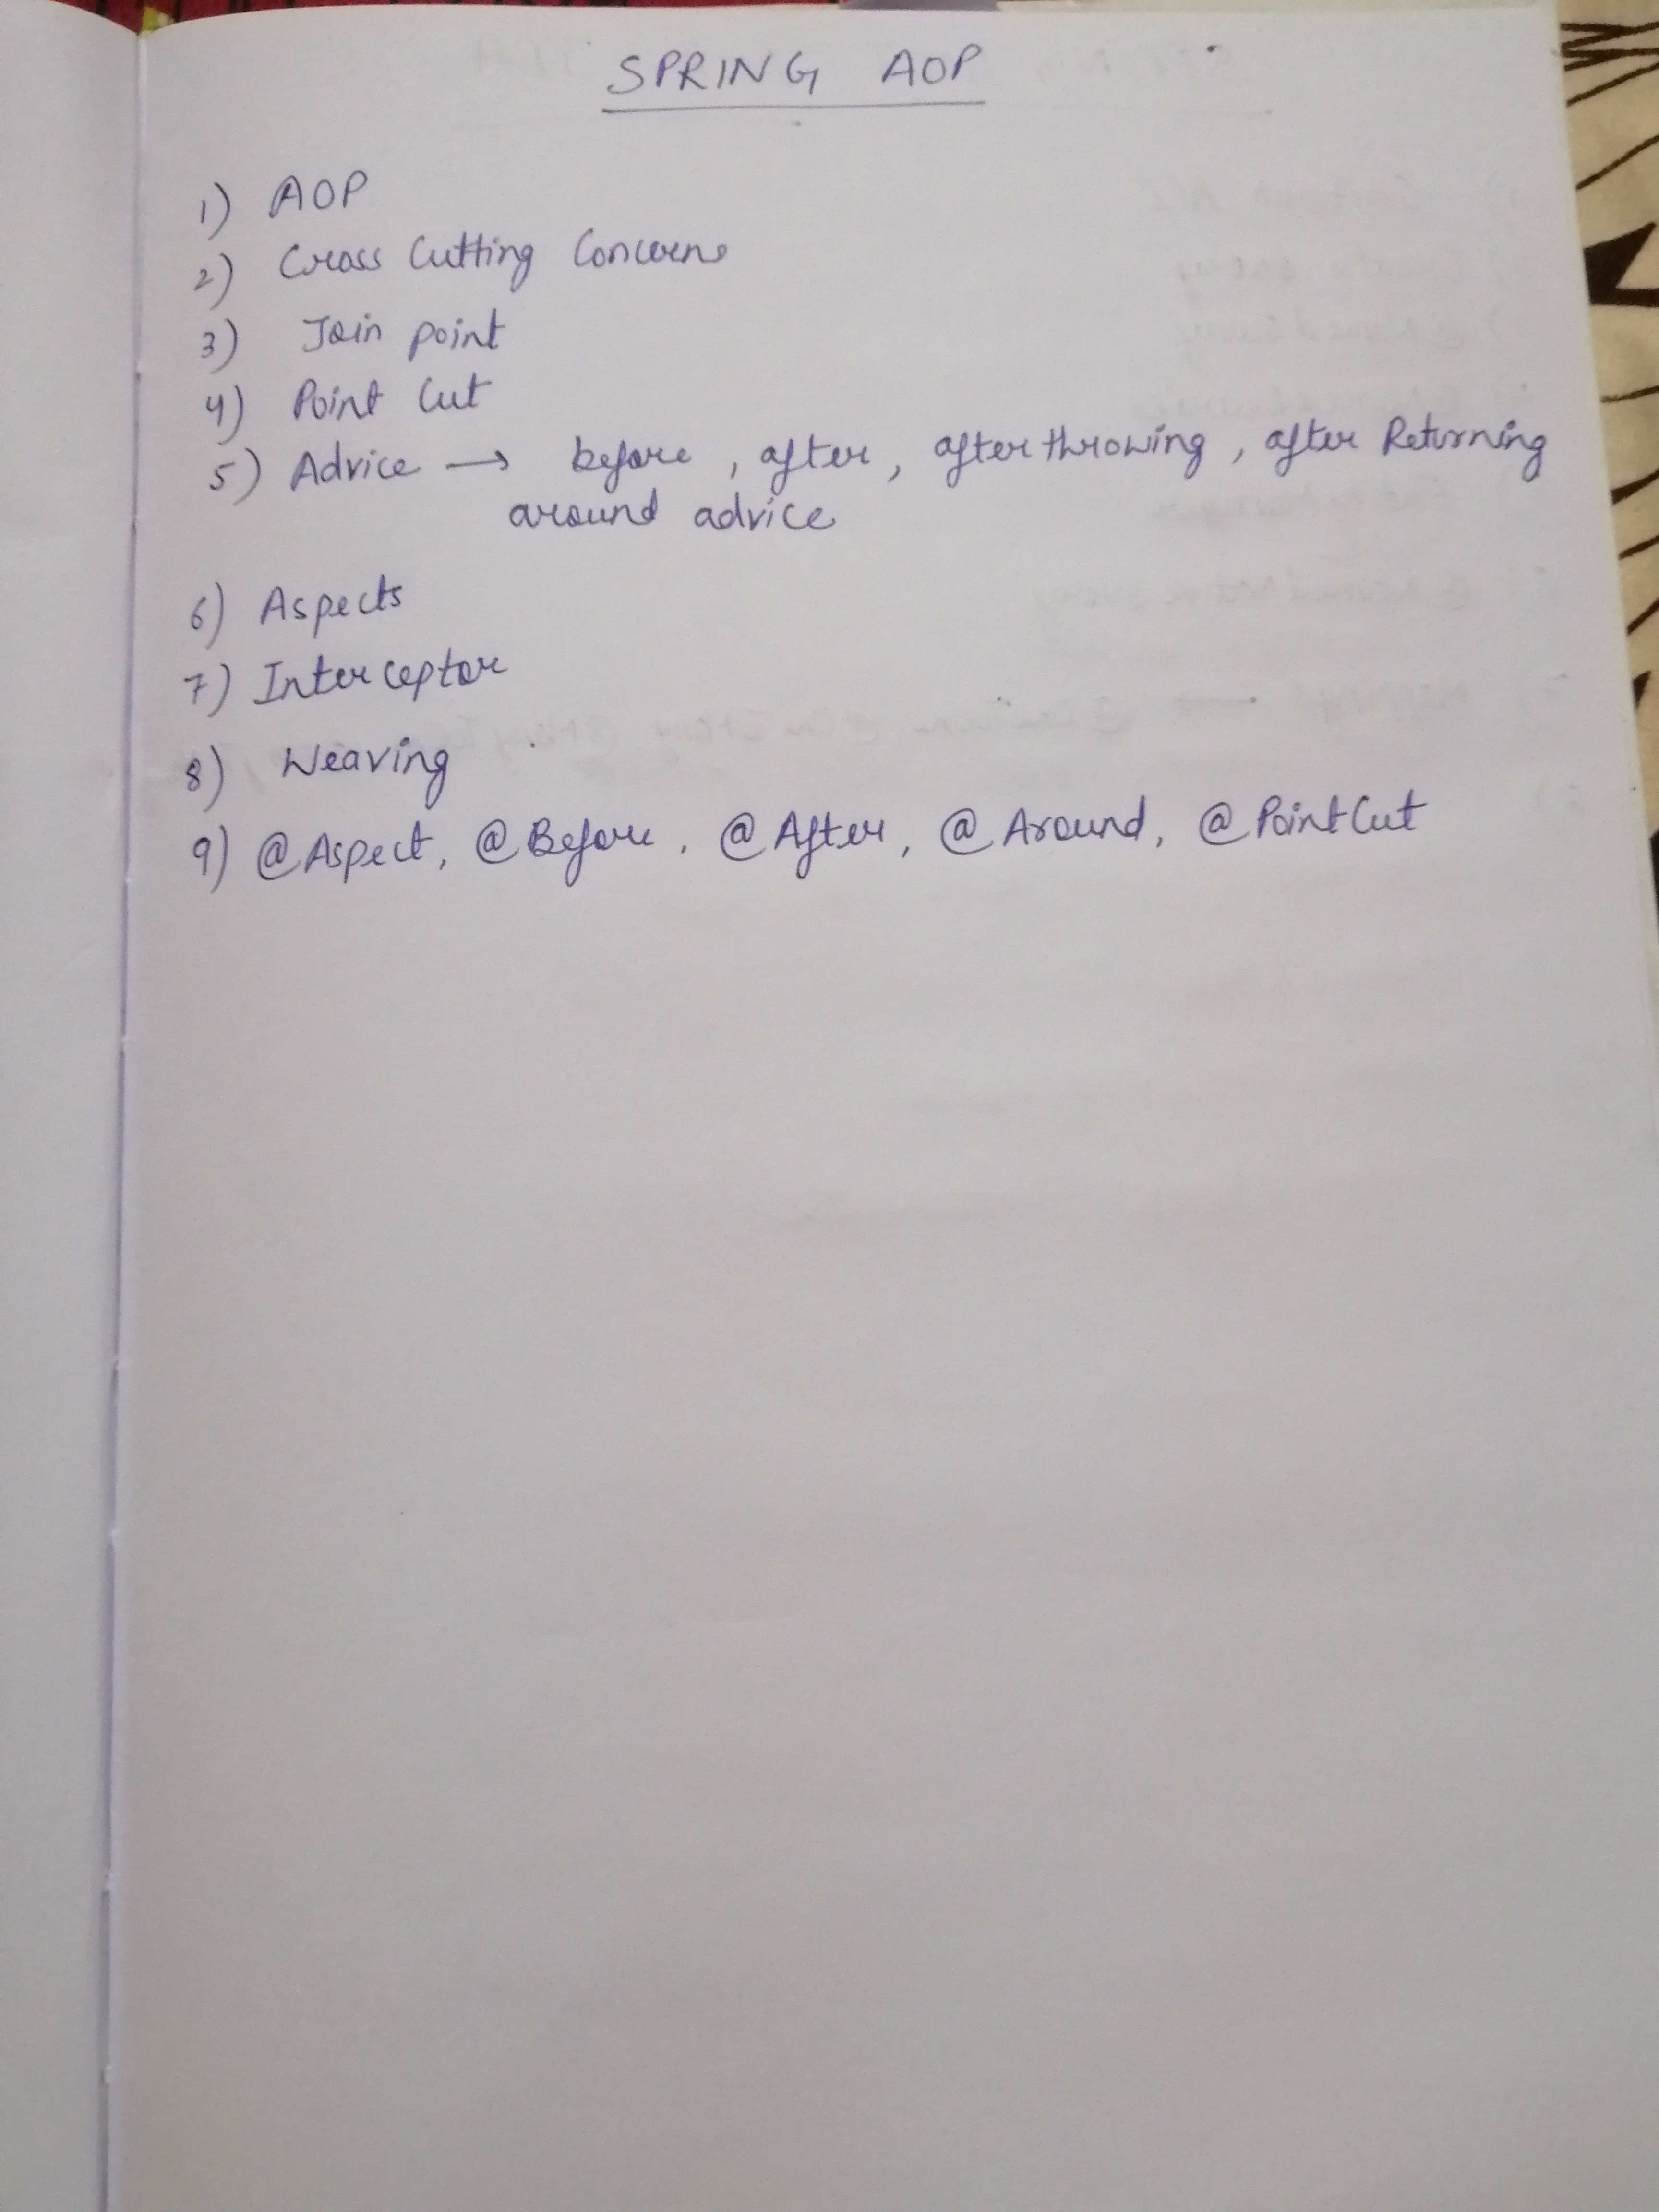 SPRING AOP
1) AOP
2) Cross Cutting Concerns
3) Join point
4) Point Cut
5) Advice → before, after, after throwing, after Returning
around advice
6) Aspects
7) Interceptor
8) Weaving
9) @Aspect, @Before, @After, @Around, @PointCut